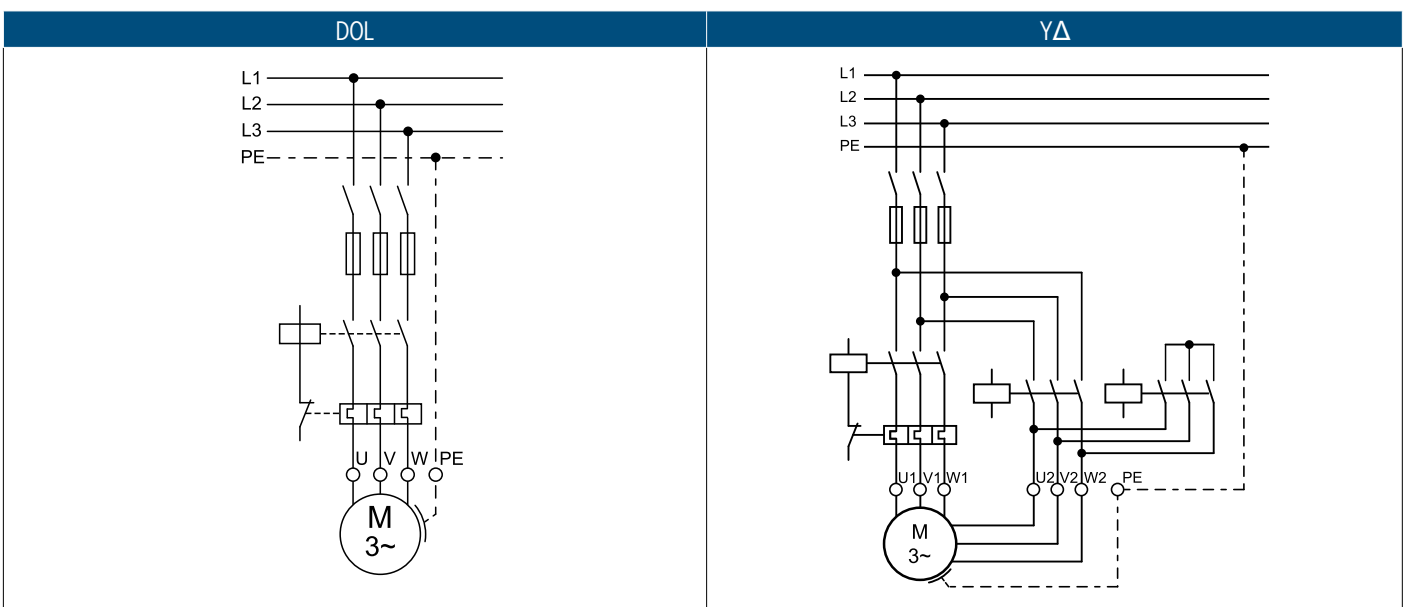 DOL
YΔ
L1
L2
L3
PE
U V W PE
M
3~
L1
L2
L3
PE
U1 V1 W1 U2 V2 W2 PE
M
3~